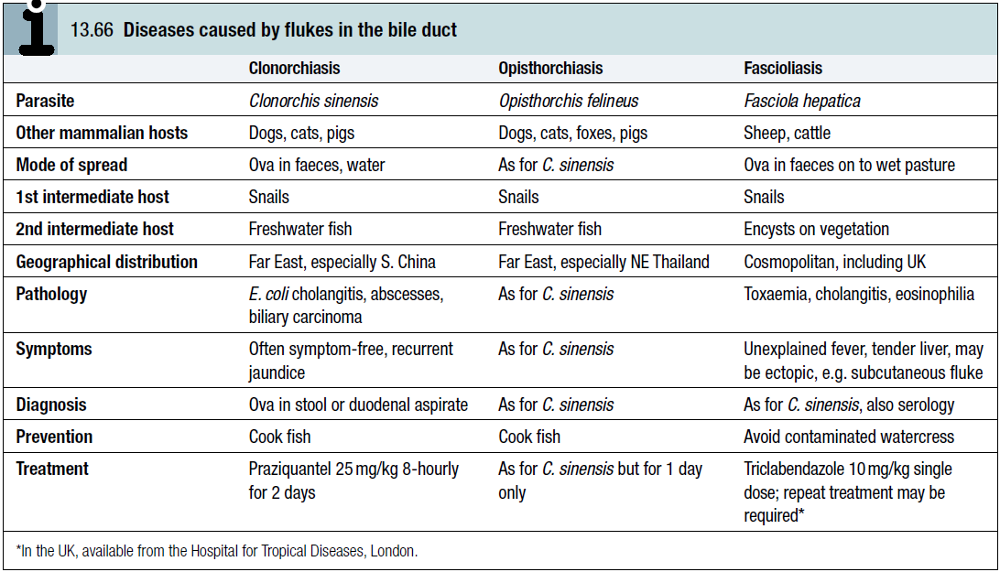 i
13.66 Diseases caused by flukes in the bile duct
Clonorchiasis Opisthorchiasis Fascioliasis
Parasite Clonorchis sinensis Opisthorchis felineus Fasciola hepatica
Other mammalian hosts Dogs, cats, pigs Dogs, cats, foxes, pigs Sheep, cattle
Mode of spread Ova in faeces, water As for C. sinensis Ova in faeces on to wet pasture
1st intermediate host Snails Snails Snails
2nd intermediate host Freshwater fish Freshwater fish Encysts on vegetation
Geographical distribution Far East, especially S. China Far East, especially NE Thailand Cosmopolitan, including UK
Pathology E. coli cholangitis, abscesses, As for C. sinensis Toxaemia, cholangitis, eosinophilia
biliary carcinoma
Symptoms Often symptom-free, recurrent As for C. sinensis Unexplained fever, tender liver, may
jaundice be ectopic, e.g. subcutaneous fluke
Diagnosis Ova in stool or duodenal aspirate As for C. sinensis As for C. sinensis, also serology
Prevention Cook fish Cook fish Avoid contaminated watercress
Treatment Praziquantel 25 mg/kg 8-hourly As for C. sinensis but for 1 day Triclabendazole 10 mg/kg single
for 2 days only dose; repeat treatment may be
required*
*In the UK, available from the Hospital for Tropical Diseases, London.